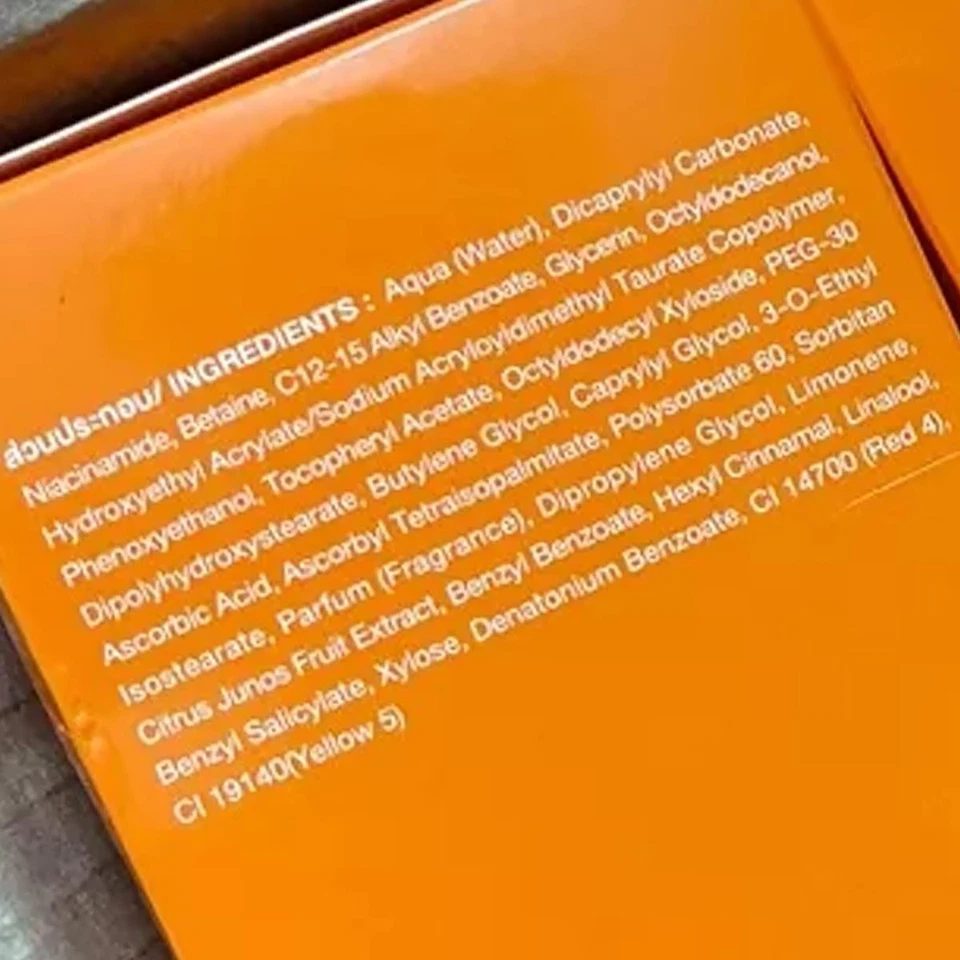 ส่วนประกอบ/ INGREDIENTS : Aqua (Water), Dicaprylyl Carbonate,
Niacinamide, Betaine, C12-15 Alkyl Benzoate, Glycerin, Octyldodecanol,
Hydroxyethyl Acrylate/Sodium Acryloyldimethyl Taurate Copolymer,
Phenoxyethanol, Tocopheryl Acetate, Octyldodecyl Xyloside, PEG-30
Dipolyhydroxystearate, Butylene Glycol, Caprylyl Glycol, 3-O-Ethyl
Ascorbic Acid, Ascorbyl Tetraisopalmitate, Polysorbate 60, Sorbitan
Isostearate, Parfum (Fragrance), Dipropylene Glycol, Limonene,
Citrus Junos Fruit Extract, Benzyl Benzoate, Hexyl Cinnamal, Linalool,
Benzyl Salicylate, Xylose, Denatonium Benzoate, CI 14700 (Red 4),
CI 19140(Yellow 5)